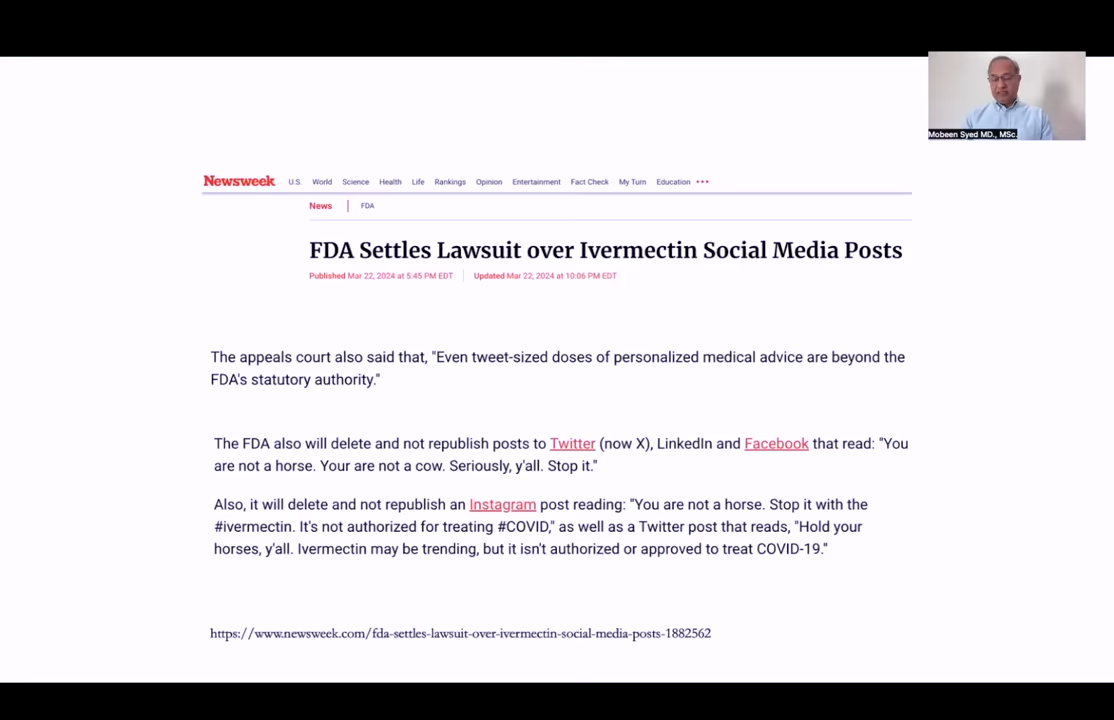 Mobeen Syed MD., MSc.
Newsweek U.S. World Science Health Life Rankings Opinion Entertainment Fact Check My Turn Education •••
News | FDA
FDA Settles Lawsuit over Ivermectin Social Media Posts
Published Mar 22, 2024 at 5:45 PM EDT | Updated Mar 22, 2024 at 10:06 PM EDT
The appeals court also said that, "Even tweet-sized doses of personalized medical advice are beyond the
FDA's statutory authority."
The FDA also will delete and not republish posts to Twitter (now X), LinkedIn and Facebook that read: "You
are not a horse. Your are not a cow. Seriously, y'all. Stop it."
Also, it will delete and not republish an Instagram post reading: "You are not a horse. Stop it with the
#ivermectin. It's not authorized for treating #COVID," as well as a Twitter post that reads, "Hold your
horses, y'all. Ivermectin may be trending, but it isn't authorized or approved to treat COVID-19."
https://www.newsweek.com/fda-settles-lawsuit-over-ivermectin-social-media-posts-1882562